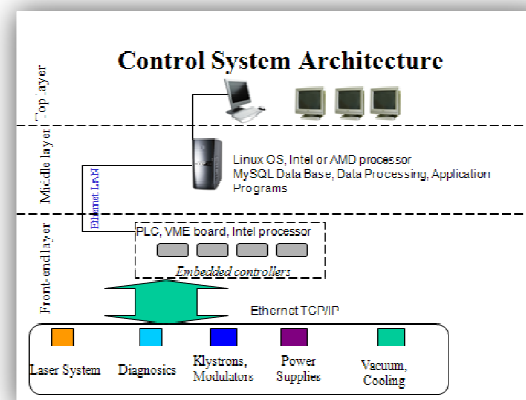 Control System Architecture
Top layer
Linux OS, Intel or AMD processor
MySQL Data Base, Data Processing, Application
Programs
Middle layer
Ethernet LAN
PLC, VME board, Intel processor
Embedded controllers
Front-end layer
Ethernet TCP/IP
Laser System
Diagnosics
Klystrons,
Modulators
Power
Supplies
Vacuum,
Cooling